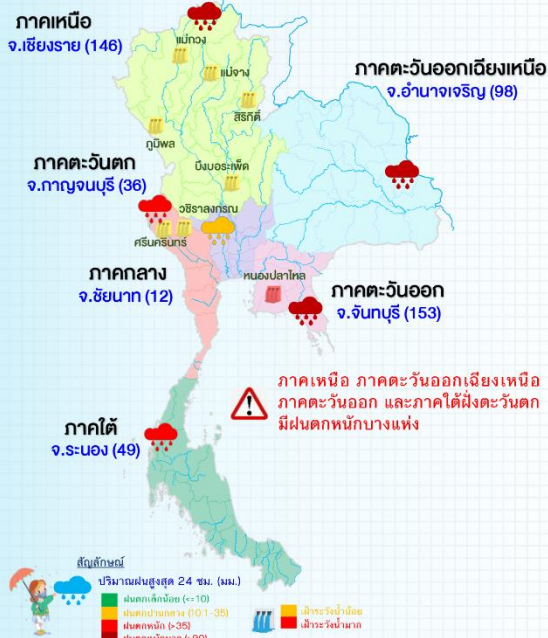 ภาคเหนือ
จ.เชียงราย (146)
แม่กวง
แม่จาง
สิริกิติ์
ภูมิพล
บึงบอระเพ็ด
ภาคตะวันออกเฉียงเหนือ
จ.อำนาจเจริญ (98)
ภาคตะวันตก
จ.กาญจนบุรี (36)
วชิราลงกรณ
ศรีนครินทร์
ภาคกลาง
จ.ชัยนาท (12)
หนองปลาไหล
ภาคตะวันออก
จ.จันทบุรี (153)
ภาคเหนือ ภาคตะวันออกเฉียงเหนือ
ภาคตะวันออก และภาคใต้ฝั่งตะวันตก
มีฝนตกหนักบางแห่ง
ภาคใต้
จ.ระนอง (49)
สัญลักษณ์
ปริมาณฝนสูงสุด 24 ชม. (มม.)
ฝนตกเล็กน้อย (<=10)
ฝนตกปานกลาง (10.1-35)
ฝนตกหนัก (>35)
ฝนตกหนักมาก (>90)
เฝ้าระวังน้ำน้อย
เฝ้าระวังน้ำมาก